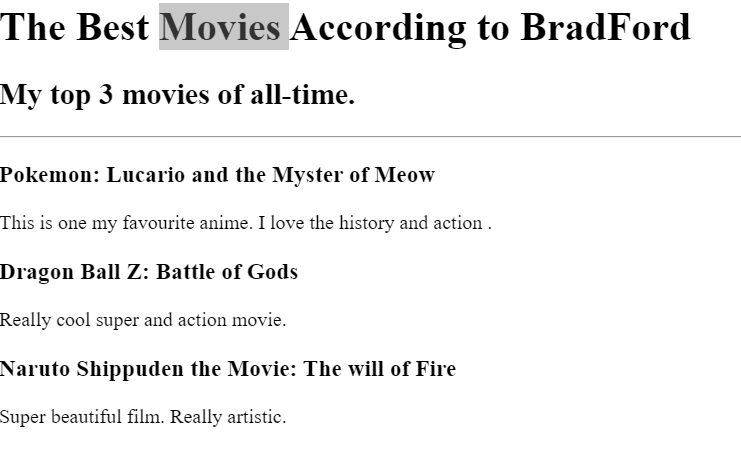 The Best Movies According to BradFord
My top 3 movies of all-time.
Pokemon: Lucario and the Myster of Meow
This is one my favourite anime. I love the history and action .
Dragon Ball Z: Battle of Gods
Really cool super and action movie.
Naruto Shippuden the Movie: The will of Fire
Super beautiful film. Really artistic.